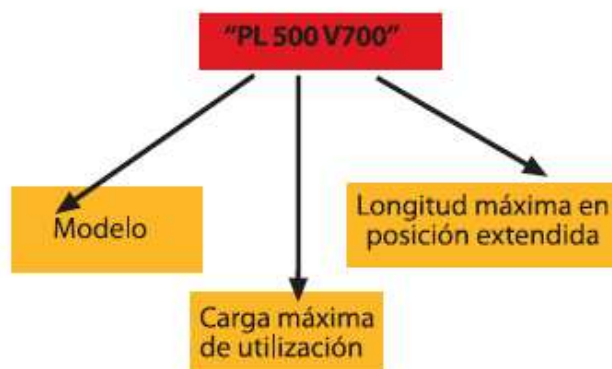 “PL 500 V700”
Modelo
Longitud máxima en
posición extendida
Carga máxima
de utilización